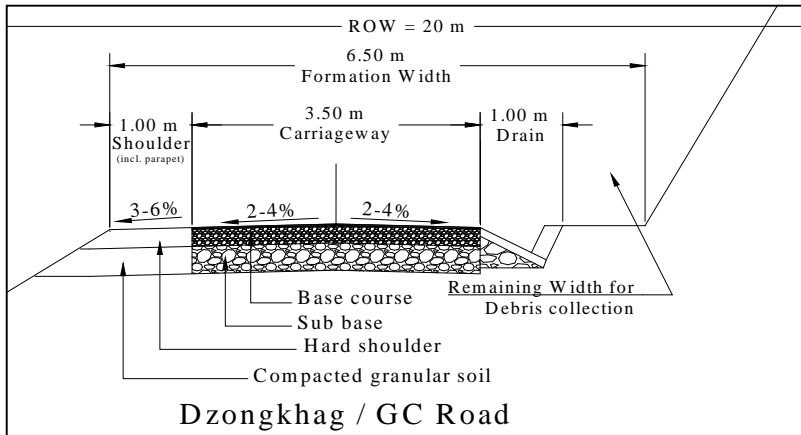 ROW = 20 m
6.50 m
Formation Width
1.00 m
Shoulder
(incl. parapet)
3.50 m
Carriageway
1.00 m
Drain
3-6%
2-4%
2-4%
Remaining Width for
Debris collection
Base course
Sub base
Hard shoulder
Compacted granular soil
Dzongkhag / GC Road